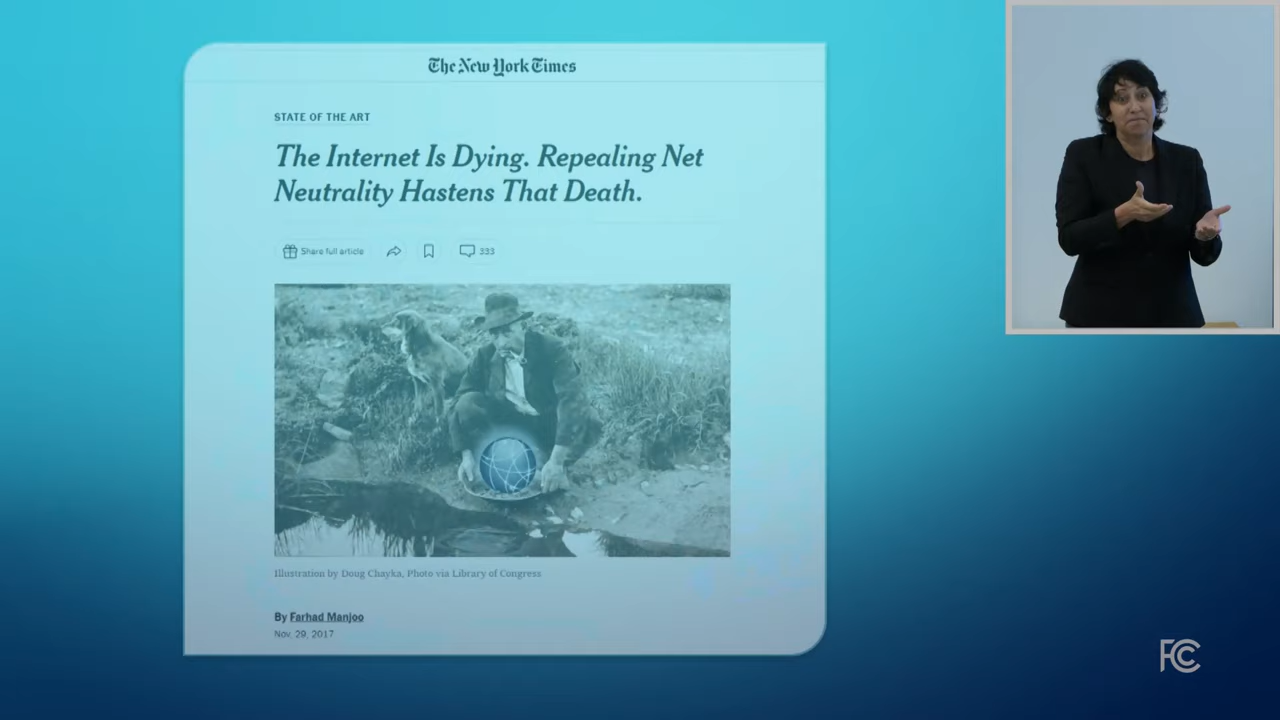 The New York Times
STATE OF THE ART
The Internet Is Dying. Repealing Net
Neutrality Hastens That Death.
Share full article
333
Illustration by Doug Chayka, Photo via Library of Congress
By Farhad Manjoo
Nov. 29, 2017
FCC